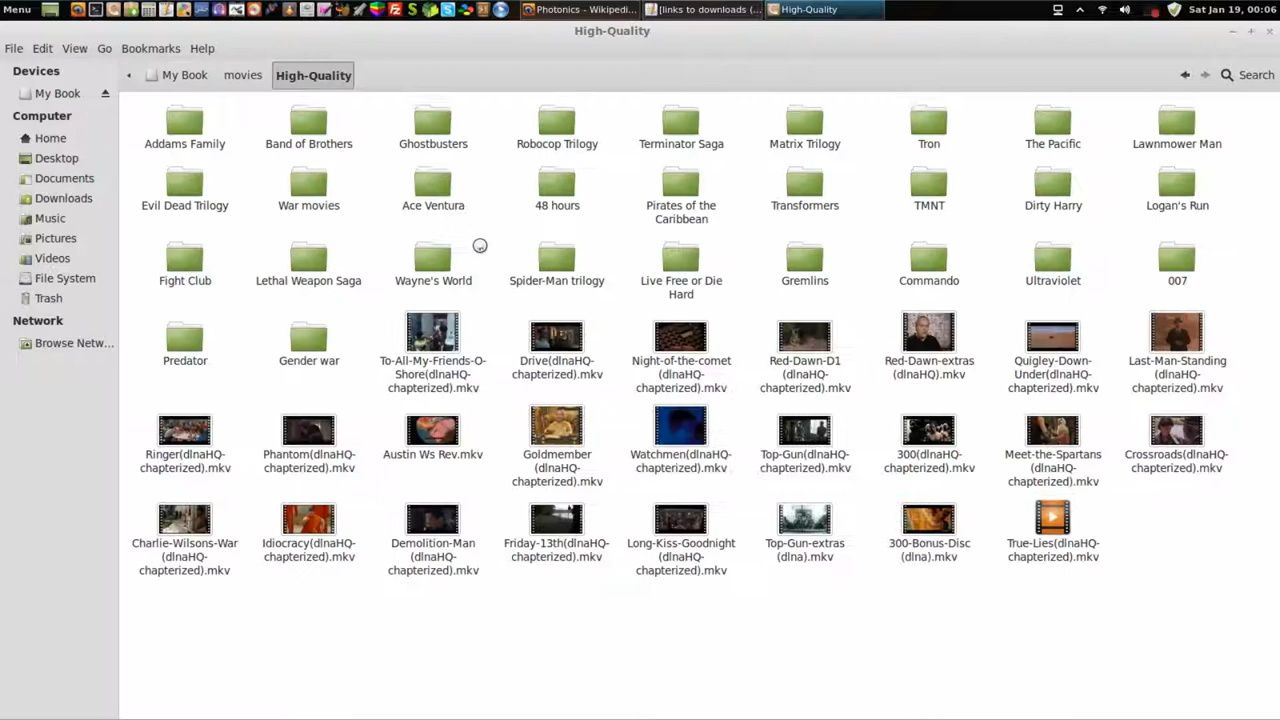 Menu Photonics - Wikipedi... [links to downloads (... High-Quality Sat Jan 19, 00:06
High-Quality
File Edit View Go Bookmarks Help
Devices
My Book
Computer
Home
Desktop
Documents
Downloads
Music
Pictures
Videos
File System
Trash
Network
Browse Netw...
My Book movies High-Quality Search
Addams Family Band of Brothers Ghostbusters Robocop Trilogy Terminator Saga Matrix Trilogy Tron The Pacific Lawnmower Man
Evil Dead Trilogy War movies Ace Ventura 48 hours Pirates of the Transformers TMNT Dirty Harry Logan's Run
Caribbean
Fight Club Lethal Weapon Saga Wayne's World Spider-Man trilogy Live Free or Die Gremlins Commando Ultraviolet 007
Hard
Predator Gender war To-All-My-Friends-O- Drive(dlnaHQ- Night-of-the-comet Red-Dawn-D1 Red-Dawn-extras Quigley-Down- Last-Man-Standing
Shore(dlnaHQ- chapterized).mkv (dlnaHQ- (dlnaHQ- (dlnaHQ).mkv Under(dlnaHQ- (dlnaHQ-
chapterized).mkv chapterized).mkv chapterized).mkv chapterized).mkv chapterized).mkv
Ringer(dlnaHQ- Phantom(dlnaHQ- Austin Ws Rev.mkv Goldmember Watchmen(dlnaHQ- Top-Gun(dlnaHQ- 300(dlnaHQ- Meet-the-Spartans Crossroads(dlnaHQ-
chapterized).mkv chapterized).mkv (dlnaHQ- chapterized).mkv chapterized).mkv chapterized).mkv (dlnaHQ- chapterized).mkv
chapterized).mkv chapterized).mkv
Charlie-Wilsons-War Idiocracy(dlnaHQ- Demolition-Man Friday-13th(dlnaHQ- Long-Kiss-Goodnight Top-Gun-extras 300-Bonus-Disc True-Lies(dlnaHQ-
(dlnaHQ- chapterized).mkv (dlnaHQ- chapterized).mkv (dlnaHQ- (dlna).mkv (dlna).mkv chapterized).mkv
chapterized).mkv chapterized).mkv chapterized).mkv